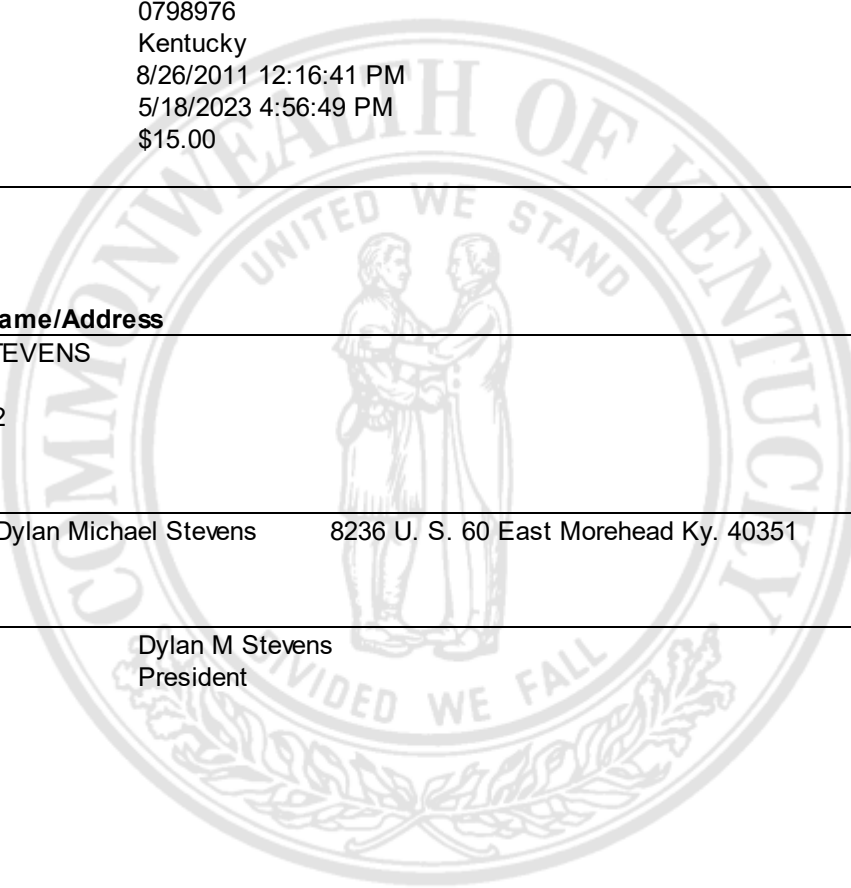 0798976
Kentucky
8/26/2011 12:16:41 PM
5/18/2023 4:56:49 PM
$15.00
COMMONWEALTH OF KENTUCKY
UNITED WE STAND
ame/Address
TEVENS
2
Dylan Michael Stevens 8236 U. S. 60 East Morehead Ky. 40351
Dylan M Stevens
President
DIVIDED WE FALL